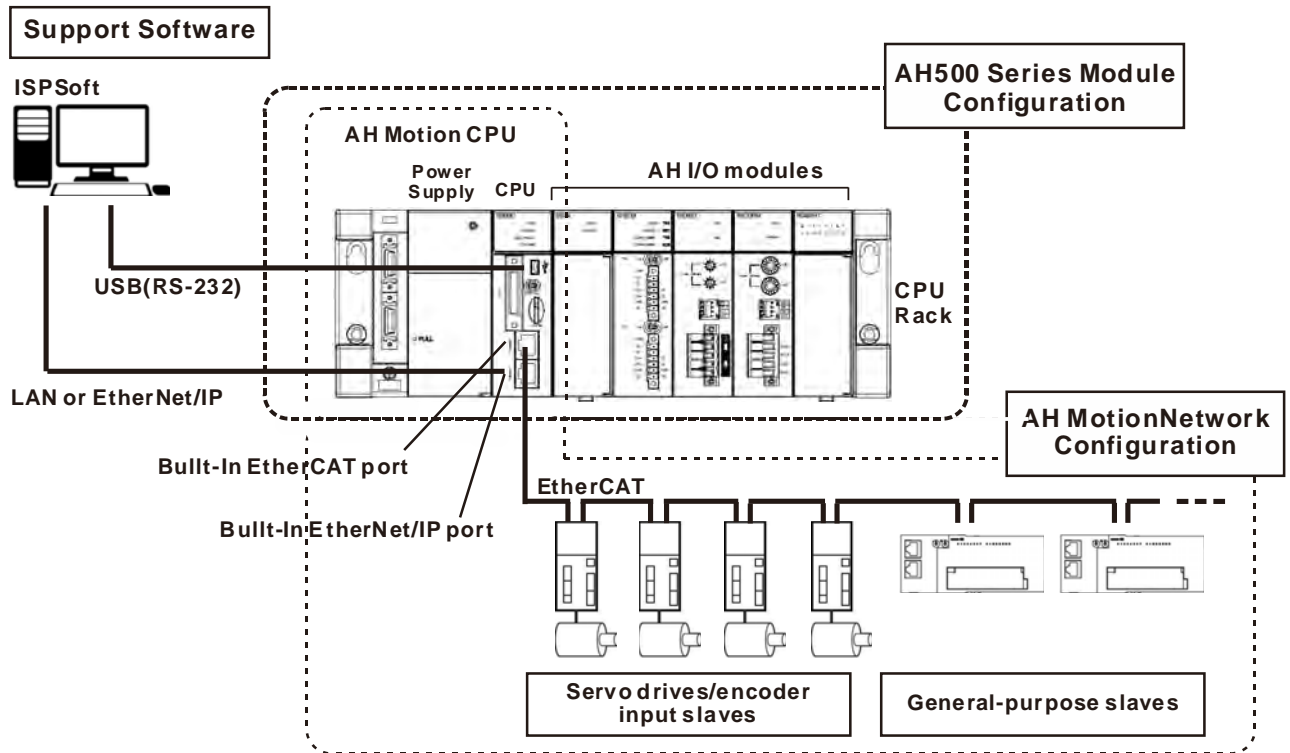 Support Software
ISPSoft
AH500 Series Module
Configuration
AH Motion CPU
Power
Supply
CPU
AH I/O modules
USB(RS-232)
CPU
Rack
LAN or EtherNet/IP
AH MotionNetwork
Configuration
Built-In EtherCAT port
EtherCAT
Built-In EtherNet/IP port
Servo drives/encoder
input slaves
General-purpose slaves